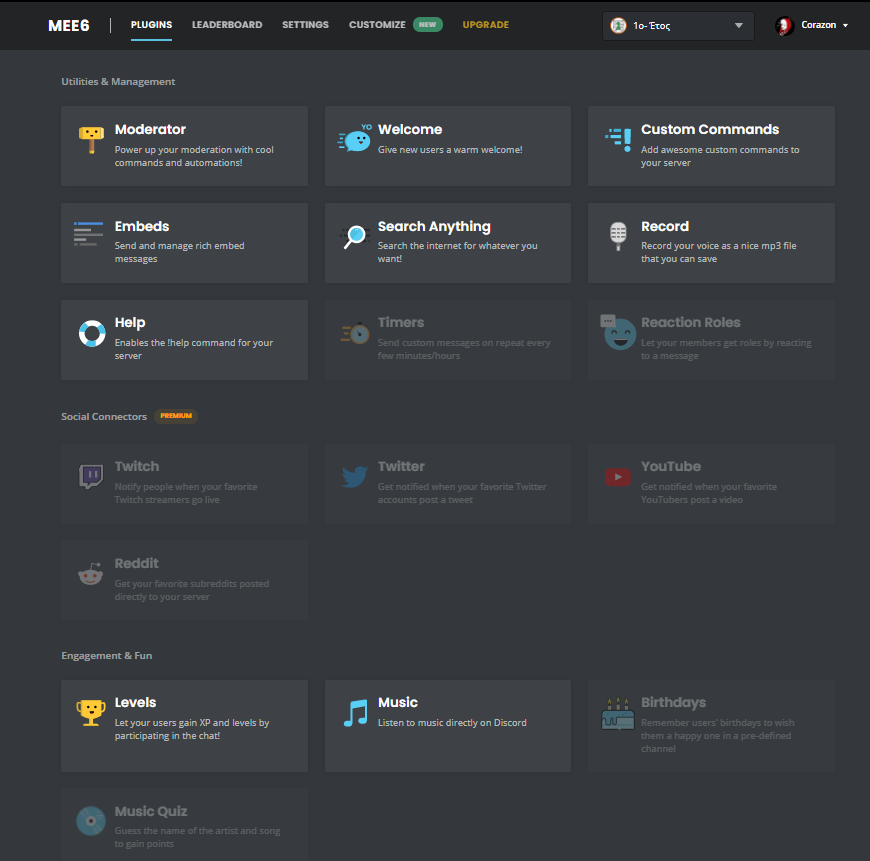 MEE6 PLUGINS LEADERBOARD SETTINGS CUSTOMIZE NEW UPGRADE 1ο- Έτος Corazon
Utilities & Management
Moderator
Power up your moderation with cool
commands and automations!
YO
Welcome
Give new users a warm welcome!
Custom Commands
Add awesome custom commands to
your server
Embeds
Send and manage rich embed
messages
Search Anything
Search the internet for whatever you
want!
Record
Record your voice as a nice mp3 file
that you can save
Help
Enables the !help command for your
server
Timers
Send custom messages on repeat every
few minutes/hours
Reaction Roles
Let your members get roles by reacting
to a message
Social Connectors PREMIUM
Twitch
Notify people when your favorite
Twitch streamers go live
Twitter
Get notified when your favorite Twitter
accounts post a tweet
YouTube
Get notified when your favorite
YouTubers post a video
Reddit
Get your favorite subreddits posted
directly to your server
Engagement & Fun
Levels
Let your users gain XP and levels by
participating in the chat!
Music
Listen to music directly on Discord
Birthdays
Remember users' birthdays to wish
them a happy one in a pre-defined
channel
Music Quiz
Guess the name of the artist and song
to gain points